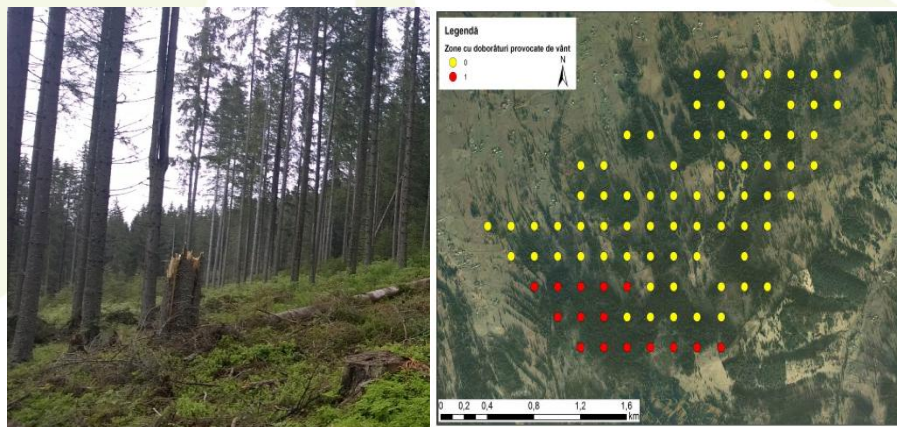 Legendă
Zone cu doborături provocate de vânt
0
1
N
0 0,2 0,4 0,8 1,2 1,6
km